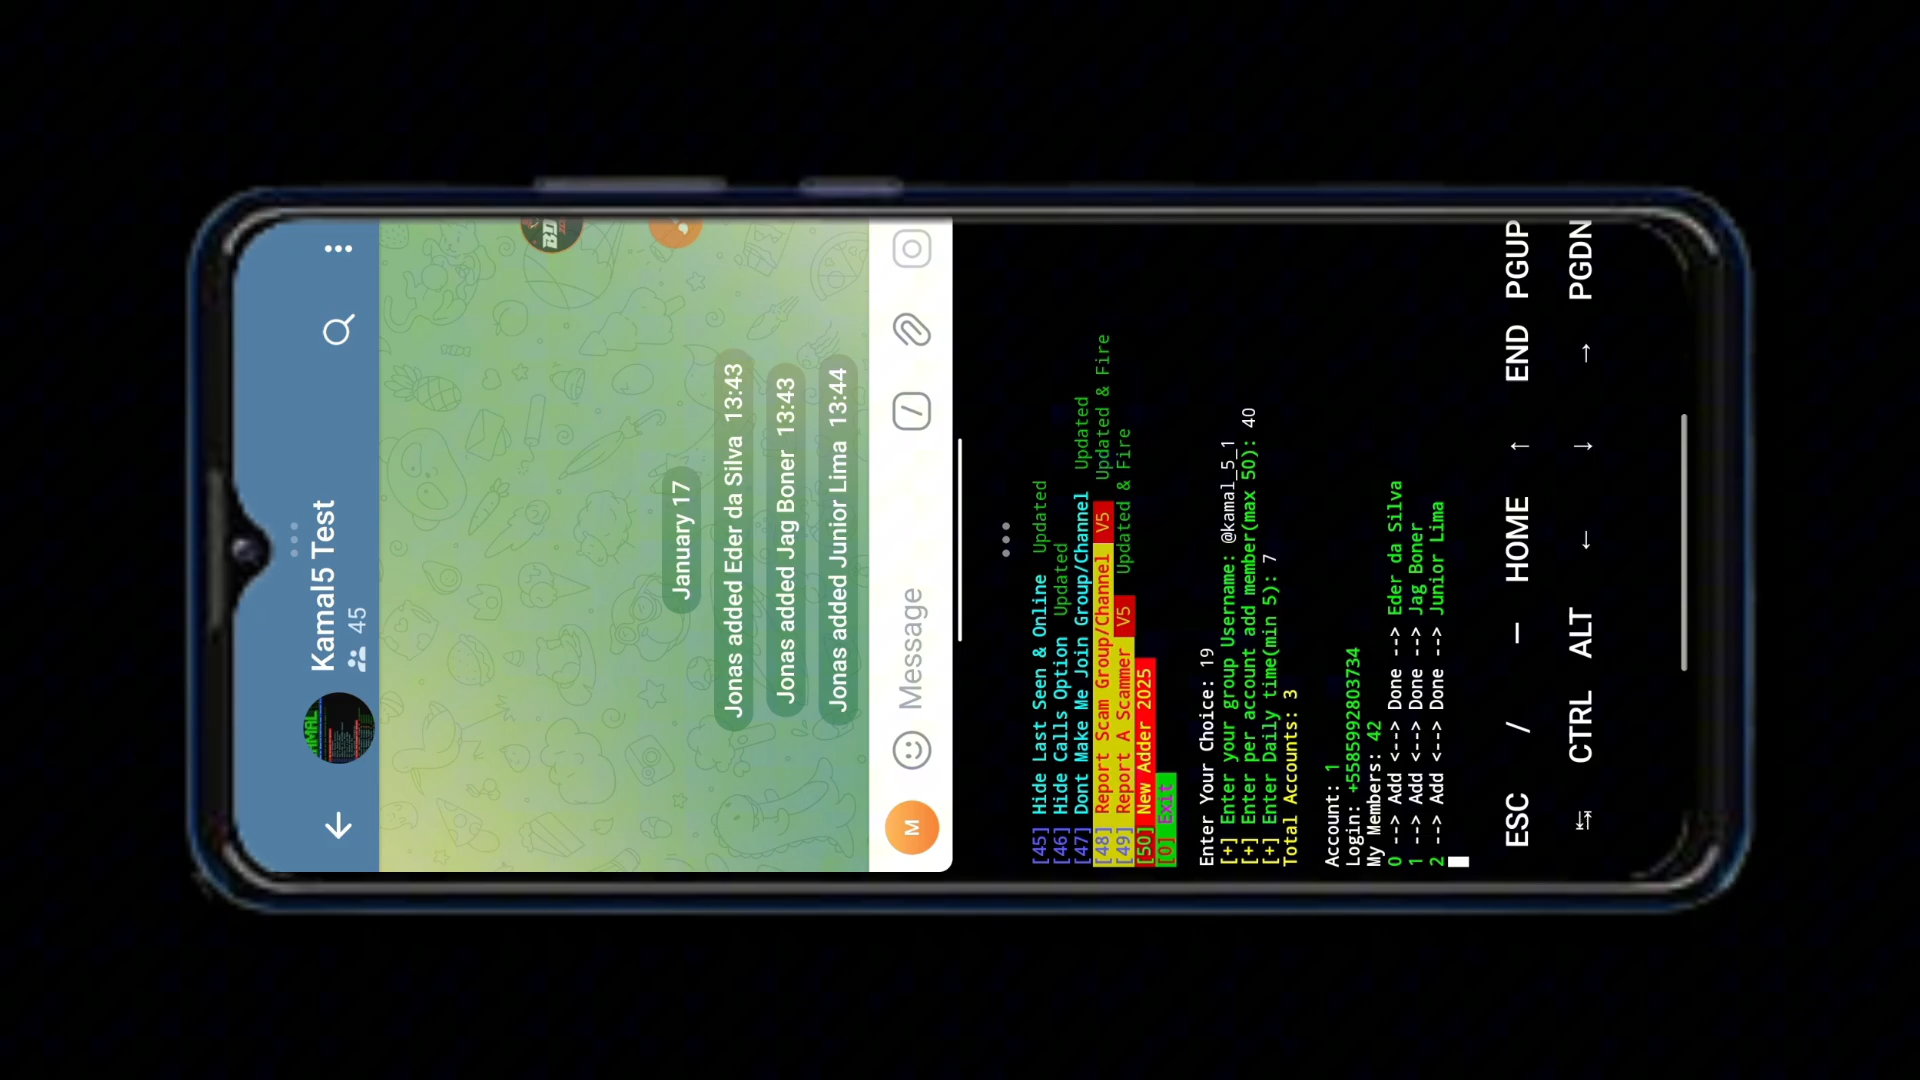 Kamal5 Test
45
January 17
Jonas added Eder da Silva 13:43
Jonas added Jag Boner 13:43
Jonas added Junior Lima 13:44
M
Message
[45] Hide Last Seen & Online Updated
[46] Hide Calls Option Updated
[47] Dont Make Me Join Group/Channel Updated
[48] Report Scam Group/Channel V5 Updated & Fire
[49] Report A Scammer V5 Updated & Fire
[50] New Adder 2025
[0] Exit
Enter Your Choice: 19
[+] Enter your group Username: @kamal_5_1
[+] Enter per account add member(max 50): 40
[+] Enter Daily time(min 5): 7
Total Accounts: 3
Account: 1
Login: +5585992803734
My Members: 42
0 --> Add <--> Done --> Eder da Silva
1 --> Add <--> Done --> Jag Boner
2 --> Add <--> Done --> Junior Lima
ESC / — HOME ↑ END PGUP
↹ CTRL ALT ← ↓ → PGDN